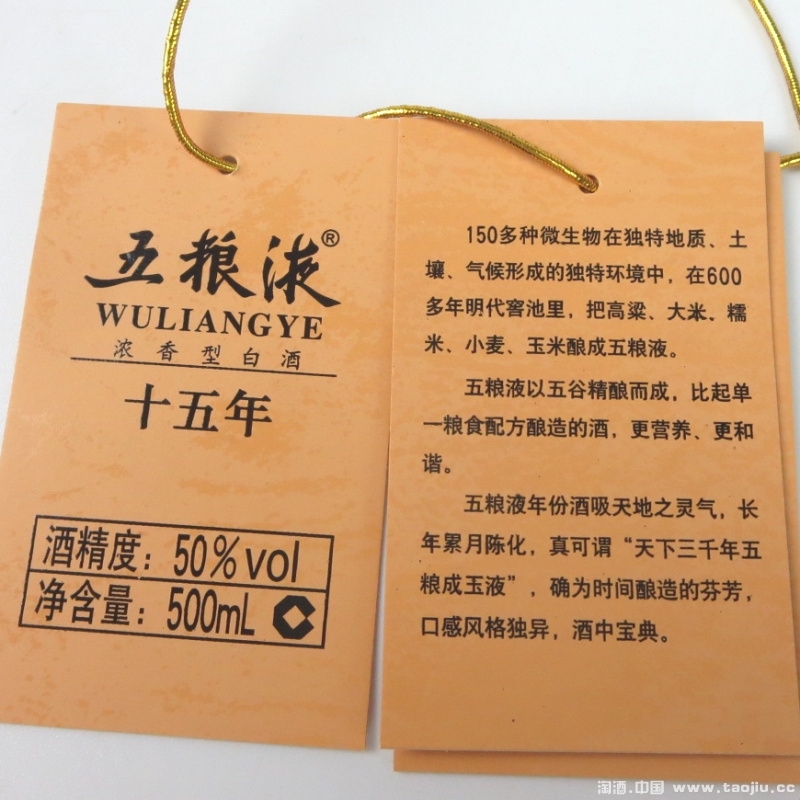 五粮液®
WULIANGYE
浓香型白酒
十五年
酒精度：50%vol
净含量：500mL
150多种微生物在独特地质、土
壤、气候形成的独特环境中，在600
多年明代窖池里，把高粱、大米、糯
米、小麦、玉米酿成五粮液。
五粮液以五谷精酿而成，比起单
一粮食配方酿造的酒，更营养、更和
谐。
五粮液年份酒吸天地之灵气，长
年累月陈化，真可谓“天下三千年五
粮成玉液”，确为时间酿造的芬芳，
口感风格独异，酒中宝典。
淘酒.中国 www.taojiu.cc